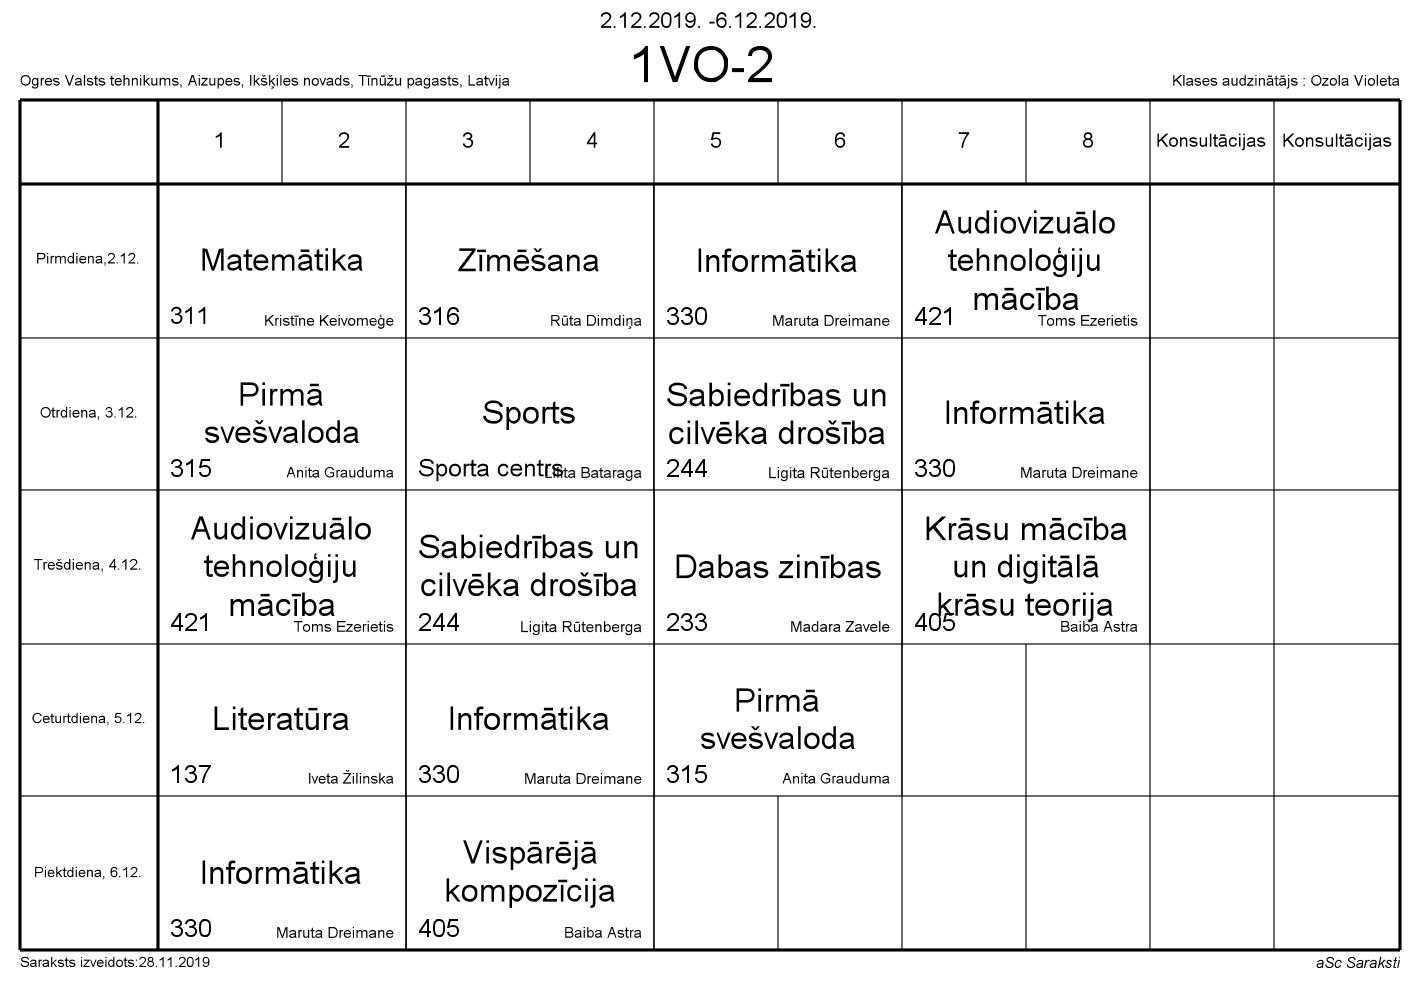 2.12.2019. -6.12.2019.
1VO-2
Ogres Valsts tehnikums, Aizupes, Ikšķiles novads, Tīnūžu pagasts, Latvija
Klases audzinātājs : Ozola Violeta
1 2 3 4 5 6 7 8 Konsultācijas Konsultācijas
Pirmdiena,2.12.
Matemātika
311 Kristīne Keivomeģe
Zīmēšana
316 Rūta Dimdiņa
Informātika
330 Maruta Dreimane
Audiovizuālo
tehnoloģiju
mācība
421 Toms Ezerietis
Otrdiena, 3.12.
Pirmā
svešvaloda
315 Anita Grauduma
Sports
Sporta centrs Lilita Bataraga
Sabiedrības un
cilvēka drošība
244 Ligita Rūtenberga
Informātika
330 Maruta Dreimane
Trešdiena, 4.12.
Audiovizuālo
tehnoloģiju
mācība
421 Toms Ezerietis
Sabiedrības un
cilvēka drošība
244 Ligita Rūtenberga
Dabas zinības
233 Madara Zavele
Krāsu mācība
un digitālā
krāsu teorija
405 Baiba Astra
Ceturtdiena, 5.12.
Literatūra
137 Iveta Žilinska
Informātika
330 Maruta Dreimane
Pirmā
svešvaloda
315 Anita Grauduma
Piektdiena, 6.12.
Informātika
330 Maruta Dreimane
Vispārējā
kompozīcija
405 Baiba Astra
Saraksts izveidots:28.11.2019
aSc Saraksti